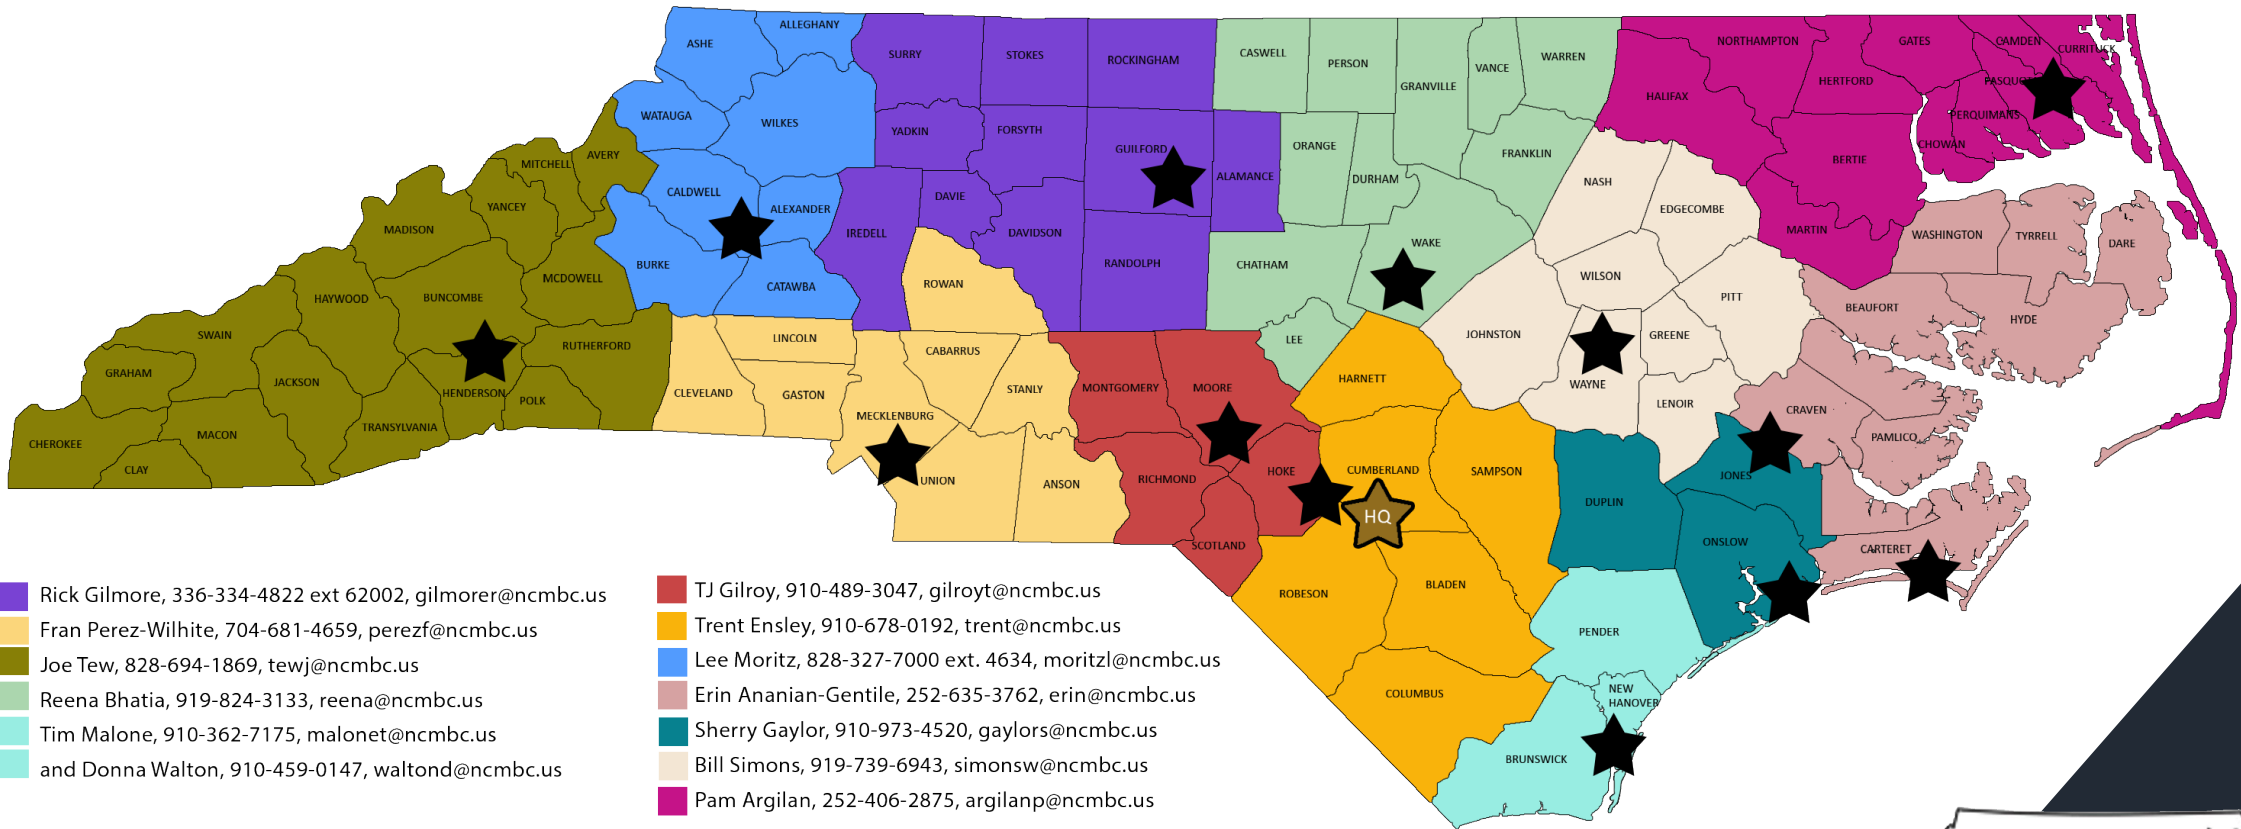 ALLEGHANY
ASHE
SURRY
STOKES
ROCKINGHAM
CASWELL
PERSON
GRANVILLE
VANCE
WARREN
NORTHAMPTON
GATES
CAMDEN
CURRITUCK
HALIFAX
HERTFORD
PERQUIMANS
CHOWAN
BERTIE
MARTIN
WATAUGA
WILKES
YADKIN
FORSYTH
GUILFORD
ALAMANCE
ORANGE
DURHAM
FRANKLIN
NASH
EDGECOMBE
MITCHELL
AVERY
CALDWELL
ALEXANDER
DAVIE
IREDELL
DAVIDSON
RANDOLPH
CHATHAM
WAKE
WILSON
PITT
WASHINGTON
TYRRELL
DARE
YANCEY
MADISON
BURKE
CATAWBA
ROWAN
MCDOWELL
BUNCOMBE
HAYWOOD
SWAIN
GRAHAM
JACKSON
RUTHERFORD
HENDERSON
POLK
TRANSYLVANIA
CHEROKEE
MACON
CLAY
LINCOLN
CLEVELAND
GASTON
CABARRUS
STANLY
MECKLENBURG
UNION
ANSON
MONTGOMERY
MOORE
LEE
HARNETT
JOHNSTON
WAYNE
GREENE
LENOIR
BEAUFORT
HYDE
CRAVEN
PAMLICO
JONES
RICHMOND
HOKE
SCOTLAND
CUMBERLAND
HQ
SAMPSON
DUPLIN
ONSLOW
CARTERET
ROBESON
BLADEN
PENDER
COLUMBUS
NEW
HANOVER
BRUNSWICK
Rick Gilmore, 336-334-4822 ext 62002, gilmorer@ncmbc.us
Fran Perez-Wilhite, 704-681-4659, perezf@ncmbc.us
Joe Tew, 828-694-1869, tewj@ncmbc.us
Reena Bhatia, 919-824-3133, reena@ncmbc.us
Tim Malone, 910-362-7175, malonet@ncmbc.us
and Donna Walton, 910-459-0147, waltond@ncmbc.us
TJ Gilroy, 910-489-3047, gilroyt@ncmbc.us
Trent Ensley, 910-678-0192, trent@ncmbc.us
Lee Moritz, 828-327-7000 ext. 4634, moritzl@ncmbc.us
Erin Ananian-Gentile, 252-635-3762, erin@ncmbc.us
Sherry Gaylor, 910-973-4520, gaylors@ncmbc.us
Bill Simons, 919-739-6943, simonsw@ncmbc.us
Pam Argilan, 252-406-2875, argilanp@ncmbc.us